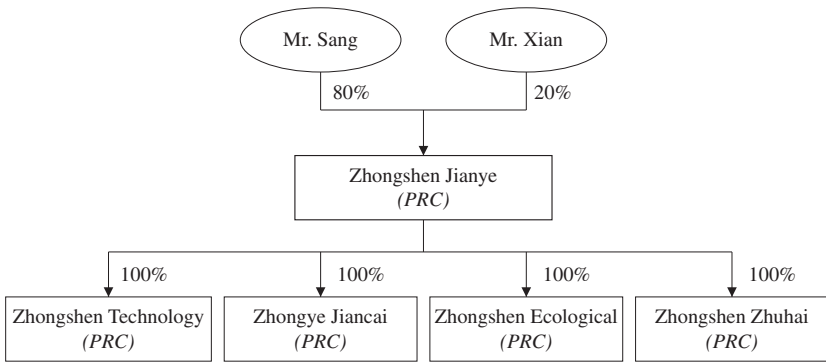 Mr. Sang
Mr. Xian
80%
20%
Zhongshen Jianye
(PRC)
100%
100%
100%
100%
Zhongshen Technology
(PRC)
Zhongye Jiancai
(PRC)
Zhongshen Ecological
(PRC)
Zhongshen Zhuhai
(PRC)